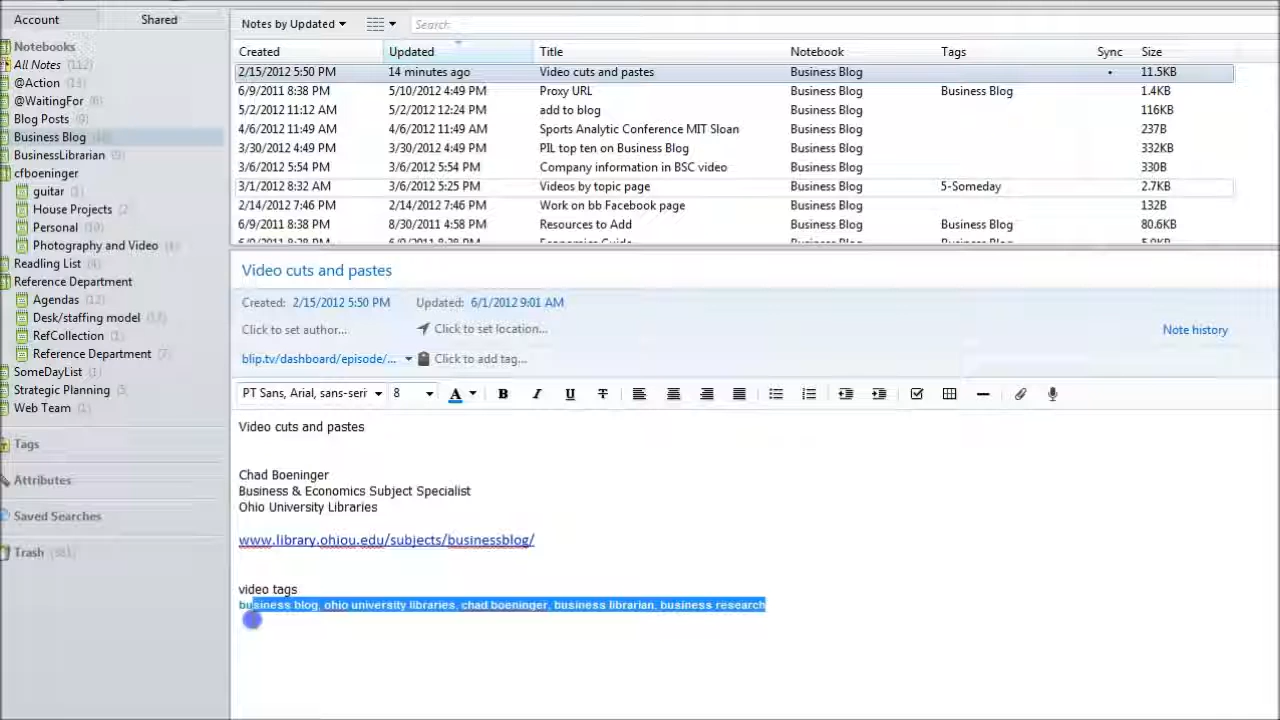 Account Shared
Notebooks
All Notes (112)
@Action (13)
@WaitingFor (6)
Blog Posts (9)
Business Blog
BusinessLibrarian
cfboeninger
guitar (1)
House Projects (2
Personal (10)
Photography and Video (1)
Readling List (4)
Reference Department
Agendas (12)
Desk/staffing model
RefCollection (1)
Reference Department (7)
SomeDayList (1)
Strategic Planning
Web Team (1)
Tags
Attributes
Saved Searches
Trash
Notes by Updated Search:
Created Updated Title Notebook Tags Sync Size
2/15/2012 5:50 PM 14 minutes ago Video cuts and pastes Business Blog 11.5KB
6/9/2011 8:38 PM 5/10/2012 4:49 PM Proxy URL Business Blog Business Blog 1.4KB
5/2/2012 11:12 AM 5/2/2012 12:24 PM add to blog Business Blog 116KB
4/6/2012 11:49 AM 4/6/2012 11:49 AM Sports Analytic Conference MIT Sloan Business Blog 237B
3/30/2012 4:49 PM 3/30/2012 4:49 PM PIL top ten on Business Blog Business Blog 332KB
3/6/2012 5:54 PM 3/6/2012 5:54 PM Company information in BSC video Business Blog 330B
3/1/2012 8:32 AM 3/6/2012 5:25 PM Videos by topic page Business Blog 5-Someday 2.7KB
2/14/2012 7:46 PM 2/14/2012 7:46 PM Work on bb Facebook page Business Blog 132B
6/9/2011 8:38 PM 8/30/2011 4:58 PM Resources to Add Business Blog Business Blog 80.6KB
Video cuts and pastes
Created: 2/15/2012 5:50 PM Updated: 6/1/2012 9:01 AM
Click to set author... Click to set location... Note history
blip.tv/dashboard/episode/... Click to add tag...
PT Sans, Arial, sans-serif 8 A B I U T
Video cuts and pastes
Chad Boeninger
Business & Economics Subject Specialist
Ohio University Libraries
www.library.ohiou.edu/subjects/businessblog/
video tags
business blog, ohio university libraries, chad boeninger, business librarian, business research